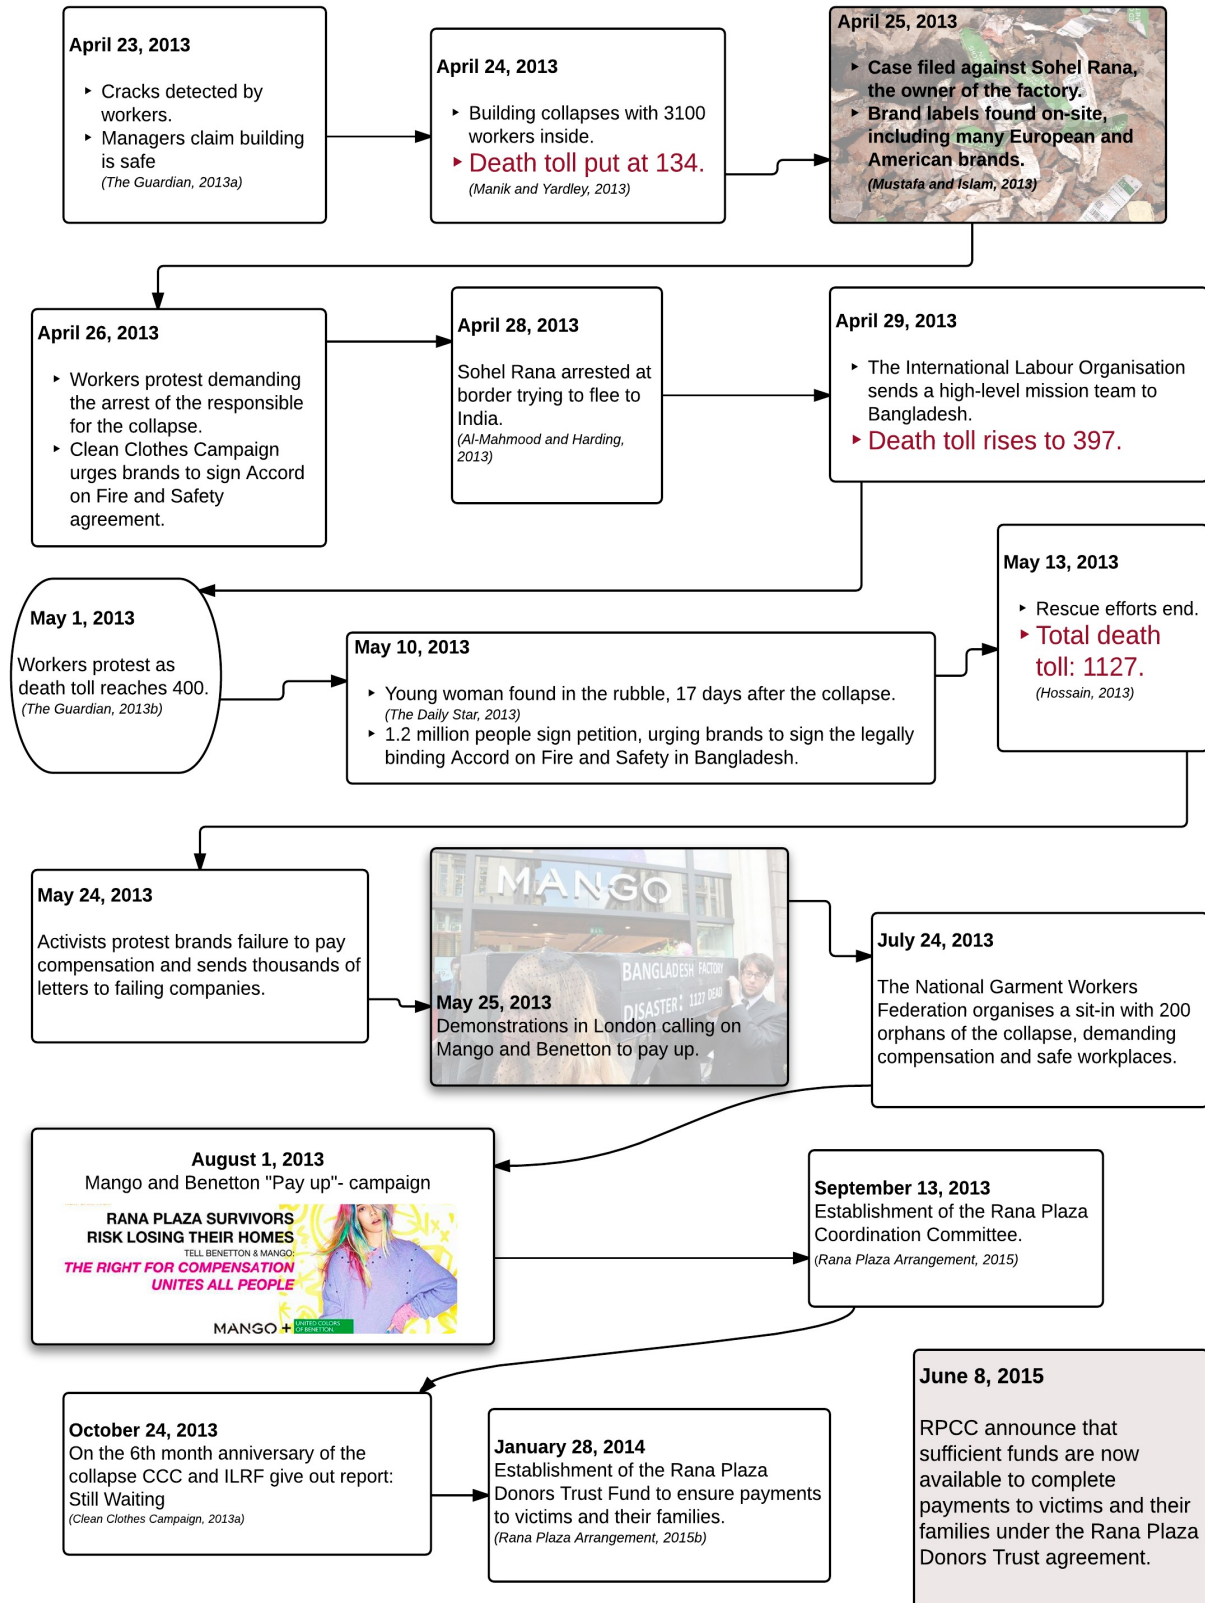 April 23, 2013
‣ Cracks detected by
workers.
‣ Managers claim building
is safe
(The Guardian, 2013a)
April 24, 2013
‣ Building collapses with 3100
workers inside.
‣ Death toll put at 134.
(Manik and Yardley, 2013)
April 25, 2013
‣ Case filed against Sohel Rana,
the owner of the factory.
‣ Brand labels found on-site,
including many European and
American brands.
(Mustafa and Islam, 2013)
April 26, 2013
‣ Workers protest demanding
the arrest of the responsible
for the collapse.
‣ Clean Clothes Campaign
urges brands to sign Accord
on Fire and Safety
agreement.
April 28, 2013
Sohel Rana arrested at
border trying to flee to
India.
(Al-Mahmood and Harding,
2013)
April 29, 2013
‣ The International Labour Organisation
sends a high-level mission team to
Bangladesh.
‣ Death toll rises to 397.
May 1, 2013
Workers protest as
death toll reaches 400.
(The Guardian, 2013b)
May 10, 2013
‣ Young woman found in the rubble, 17 days after the collapse.
(The Daily Star, 2013)
‣ 1.2 million people sign petition, urging brands to sign the legally
binding Accord on Fire and Safety in Bangladesh.
May 13, 2013
‣ Rescue efforts end.
‣ Total death
toll: 1127.
(Hossain, 2013)
May 24, 2013
Activists protest brands failure to pay
compensation and sends thousands of
letters to failing companies.
MANGO
BANGLADESH FACTORY
DISASTER: 1127 DEAD
May 25, 2013
Demonstrations in London calling on
Mango and Benetton to pay up.
July 24, 2013
The National Garment Workers
Federation organises a sit-in with 200
orphans of the collapse, demanding
compensation and safe workplaces.
August 1, 2013
Mango and Benetton "Pay up"- campaign
RANA PLAZA SURVIVORS
RISK LOSING THEIR HOMES
TELL BENETTON & MANGO:
THE RIGHT FOR COMPENSATION
UNITES ALL PEOPLE
MANGO + UNITED COLORS
OF BENETTON.
September 13, 2013
Establishment of the Rana Plaza
Coordination Committee.
(Rana Plaza Arrangement, 2015)
October 24, 2013
On the 6th month anniversary of the
collapse CCC and ILRF give out report:
Still Waiting
(Clean Clothes Campaign, 2013a)
January 28, 2014
Establishment of the Rana Plaza
Donors Trust Fund to ensure payments
to victims and their families.
(Rana Plaza Arrangement, 2015b)
June 8, 2015
RPCC announce that
sufficient funds are now
available to complete
payments to victims and their
families under the Rana Plaza
Donors Trust agreement.